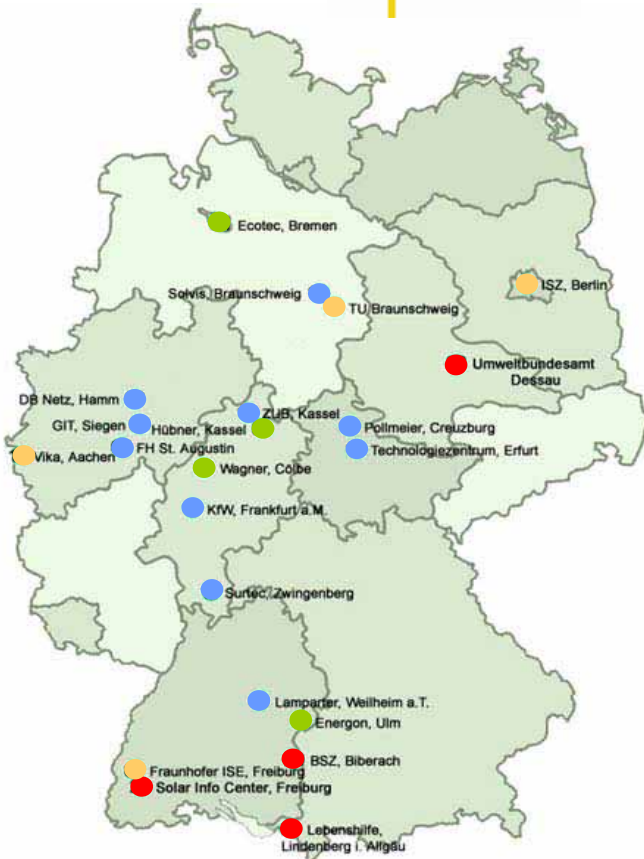 Ecotec, Bremen
Solvis, Braunschweig
ISZ, Berlin
TU Braunschweig
Umweltbundesamt
Dessau
DB Netz, Hamm
ZUB, Kassel
GIT, Siegen
Hübner, Kassel
Pollmeier, Creuzburg
FH St. Augustin
Technologiezentrum, Erfurt
Vika, Aachen
Wagner, Cölbe
KfW, Frankfurt a.M.
Surtec, Zwingenberg
Lamparter, Weilheim a.T.
Energon, Ulm
BSZ, Biberach
Fraunhofer ISE, Freiburg
Solar Info Center, Freiburg
Lebenshilfe,
Lindenberg i. Allgäu